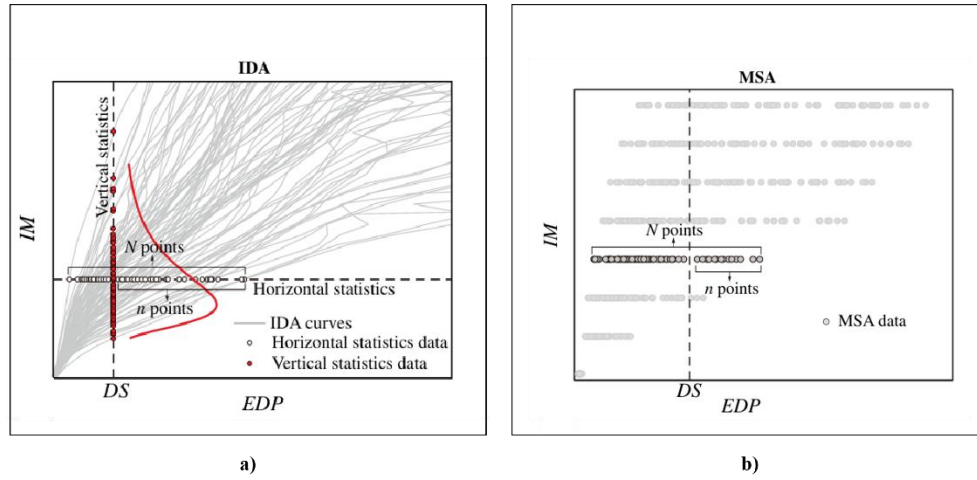 IDA
Vertical statistics
IM
N points
Horizontal statistics
n points
IDA curves
Horizontal statistics data
Vertical statistics data
DS
EDP
a)
MSA
IM
N points
n points
MSA data
DS
EDP
b)